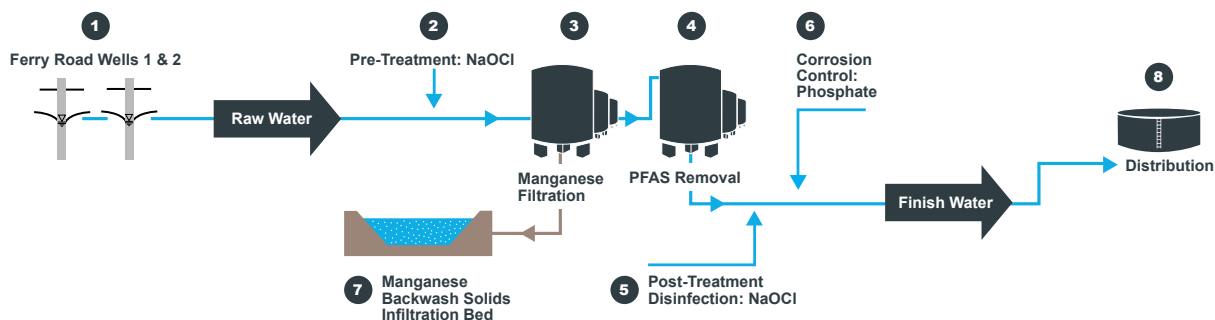 1
Ferry Road Wells 1 & 2
Raw Water
2
Pre-Treatment: NaOCl
3
Manganese
Filtration
4
PFAS Removal
6
Corrosion
Control:
Phosphate
8
Distribution
Finish Water
7
Manganese
Backwash Solids
Infiltration Bed
5
Post-Treatment
Disinfection: NaOCl